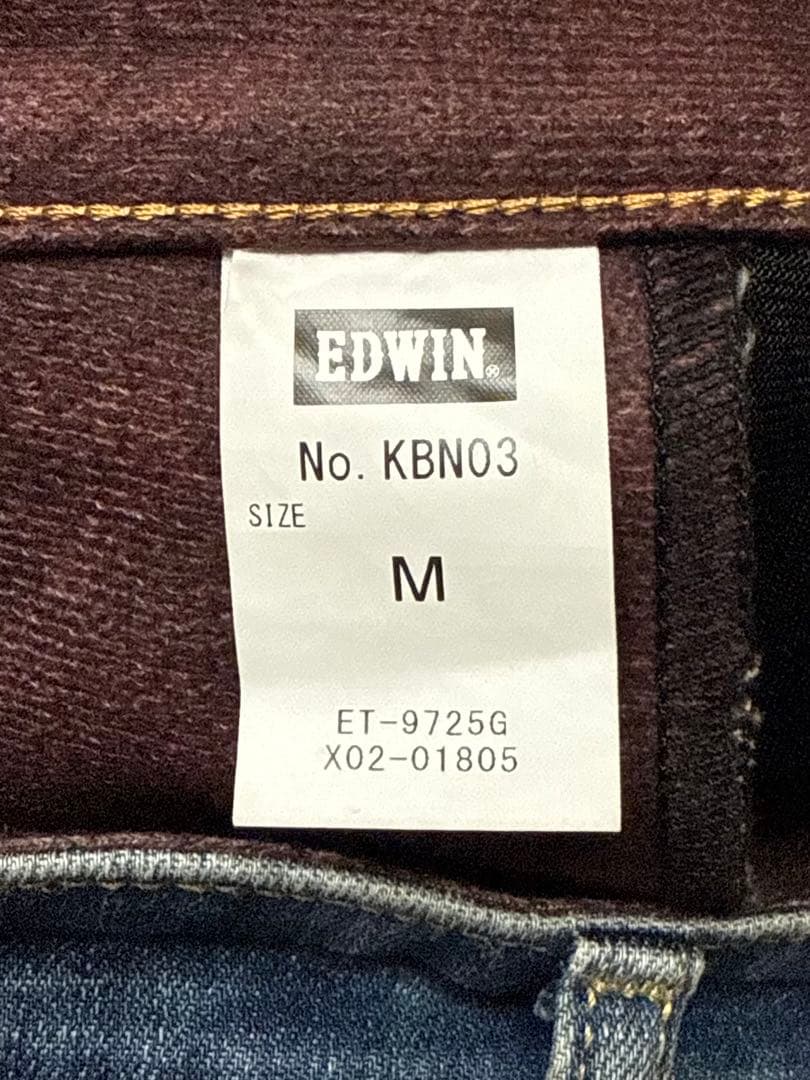 EDWIN®
No. KBN03
SIZE
M
ET-9725G
X02-01805